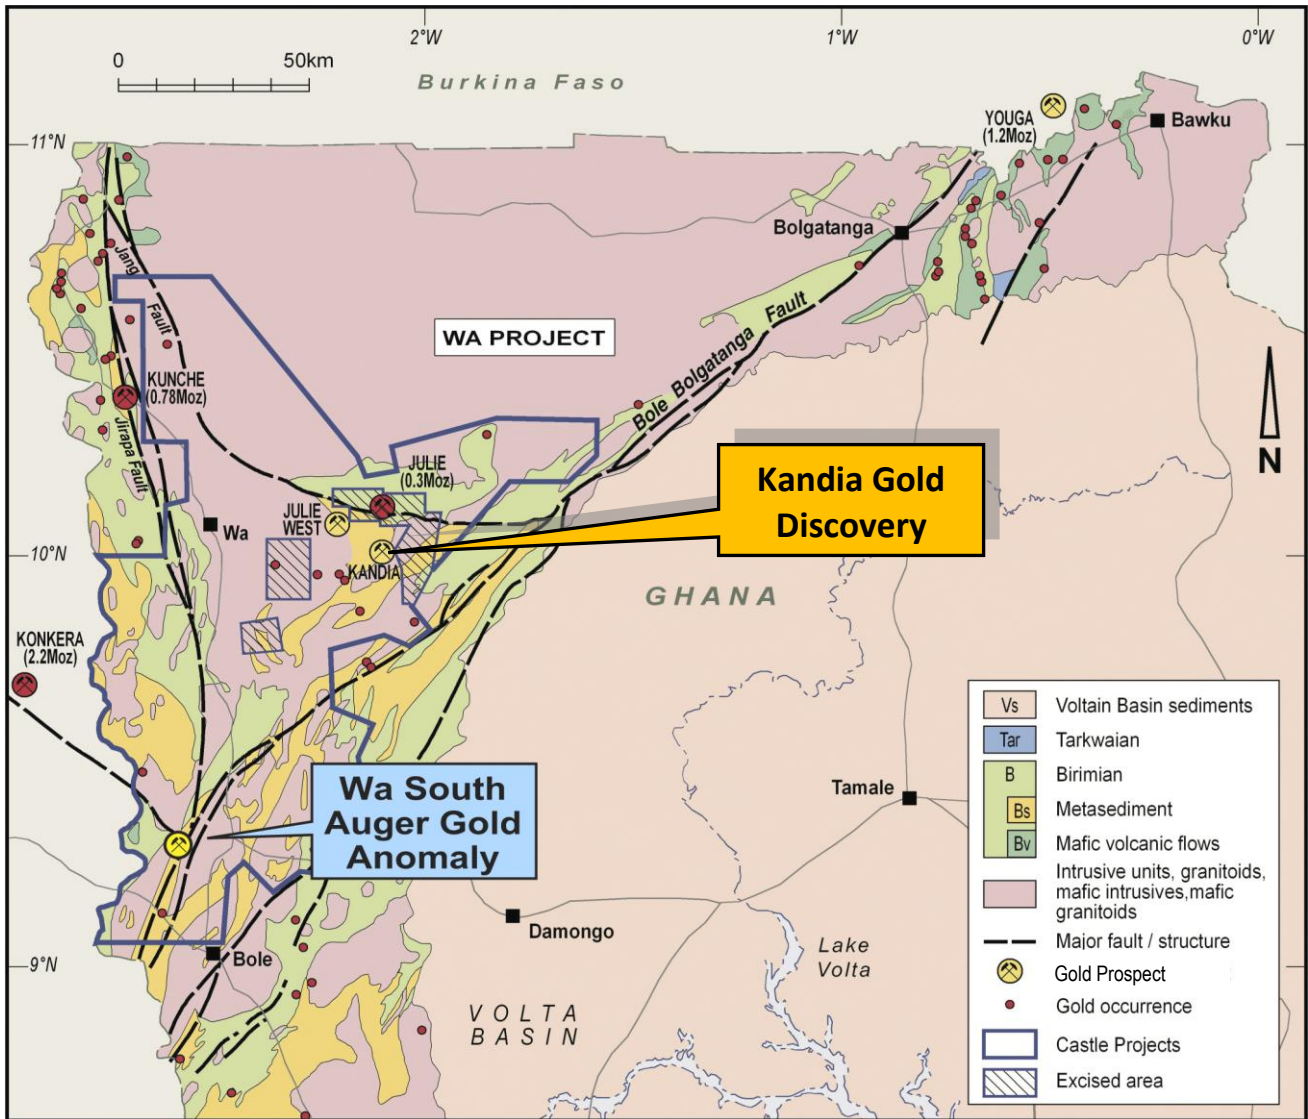 2°W
1°W
0°W
0
50km
Burkina Faso
11°N
YOUGA
(1.2Moz)
Bawku
Bolgatanga
Jang
Fault
WA PROJECT
Bole Bolgatanga Fault
KUNCHE
(0.78Moz)
Jirapa Fault
JULIE
(0.3Moz)
JULIE
WEST
Wa
Kandia Gold
Discovery
N
10°N
KANDIA
GHANA
KONKERA
(2.2Moz)
Wa South
Auger Gold
Anomaly
Tamale
Damongo
Lake
Volta
9°N
Bole
VOLTA
BASIN
Vs Voltain Basin sediments
Tar Tarkwaian
B Birimian
Bs Metasediment
Bv Mafic volcanic flows
Intrusive units, granitoids,
mafic intrusives,mafic
granitoids
Major fault / structure
Gold Prospect
Gold occurrence
Castle Projects
Excised area